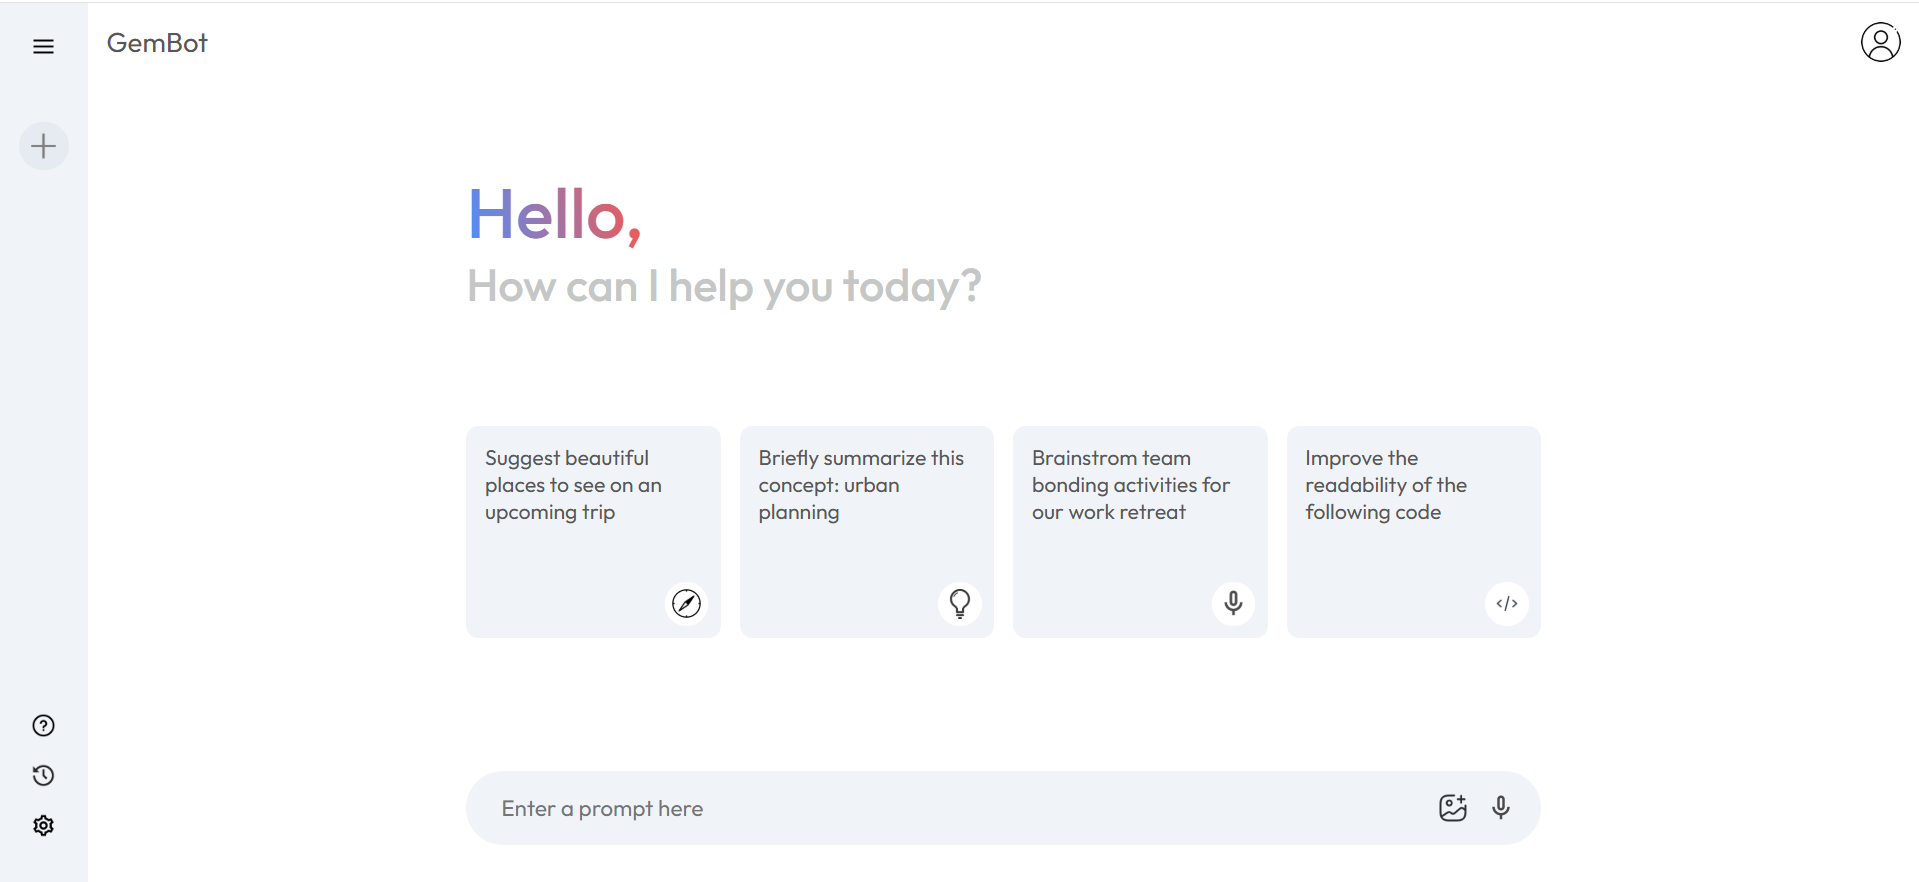 GemBot
Hello,
How can I help you today?
Suggest beautiful
places to see on an
upcoming trip
Briefly summarize this
concept: urban
planning
Brainstrom team
bonding activities for
our work retreat
Improve the
readability of the
following code
Enter a prompt here